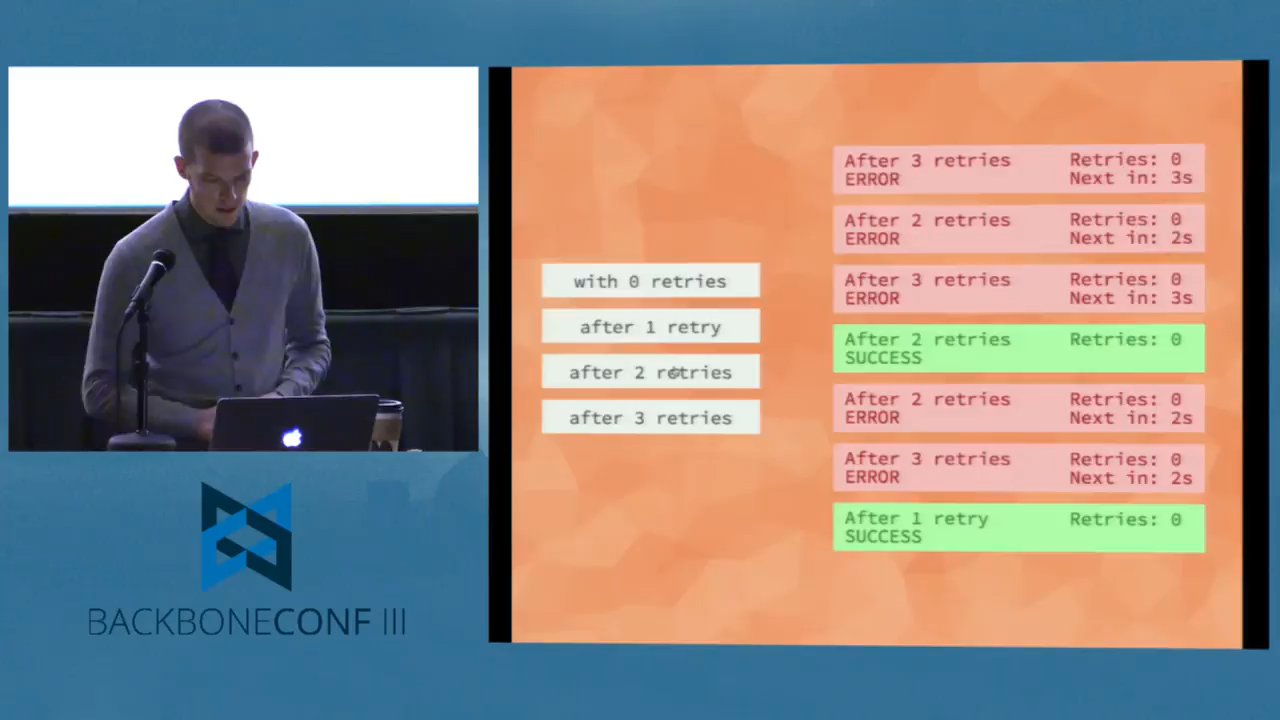 with 0 retries
after 1 retry
after 2 retries
after 3 retries
After 3 retries Retries: 0
ERROR Next in: 3s
After 2 retries Retries: 0
ERROR Next in: 2s
After 3 retries Retries: 0
ERROR Next in: 3s
After 2 retries Retries: 0
SUCCESS
After 2 retries Retries: 0
ERROR Next in: 2s
After 3 retries Retries: 0
ERROR Next in: 2s
After 1 retry Retries: 0
SUCCESS
BACKBONECONF III